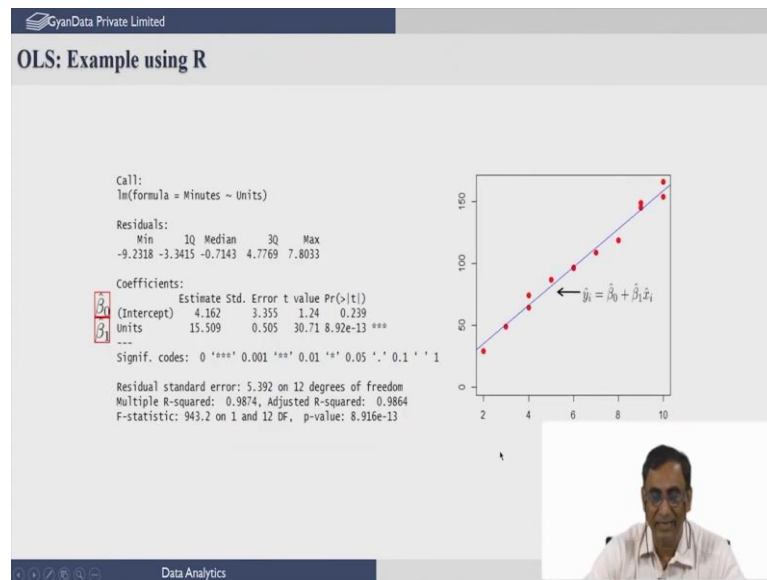 GyanData Private Limited
OLS: Example using R
Call:
lm(formula = Minutes ~ Units)
Residuals:
Min 1Q Median 3Q Max
-9.2318 -3.3415 -0.7143 4.7769 7.8033
Coefficients:
Estimate Std. Error t value Pr(>|t|)
β̂0 (Intercept) 4.162 3.355 1.24 0.239
β̂1 Units 15.509 0.505 30.71 8.92e-13 ***
---
Signif. codes: 0 ‘***’ 0.001 ‘**’ 0.01 ‘*’ 0.05 ‘.’ 0.1 ‘ ’ 1
Residual standard error: 5.392 on 12 degrees of freedom
Multiple R-squared: 0.9874, Adjusted R-squared: 0.9864
F-statistic: 943.2 on 1 and 12 DF, p-value: 8.916e-13
150
100
50
0
ŷi = β̂0 + β̂1x̂i
2 4 6 8 10
Data Analytics